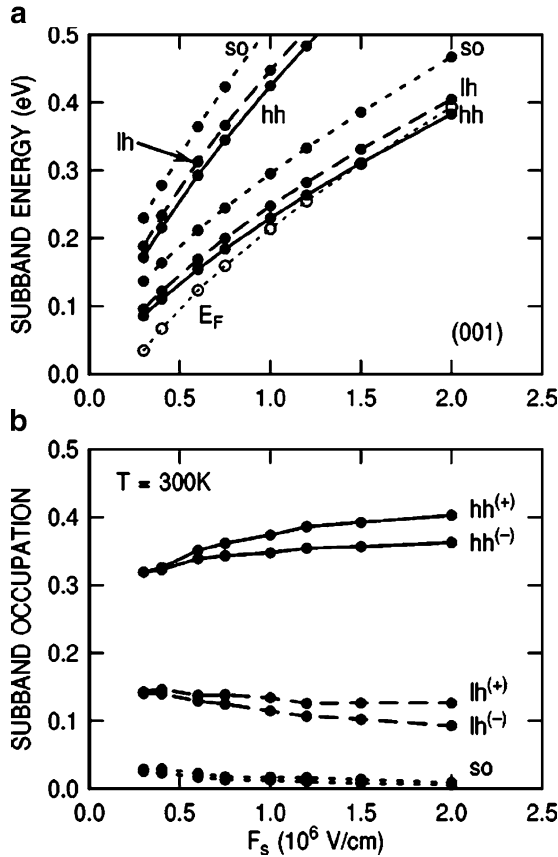 a
0.5
so
lh
hh
0.4
lh
hh
0.3
0.2
0.1
E_F
(001)
0.0
SUBBAND ENERGY (eV)
0.0 0.5 1.0 1.5 2.0 2.5
b
0.5
T = 300K
hh(+)
0.4
hh(-)
0.3
0.2
lh(+)
0.1
lh(-)
so
0.0
SUBBAND OCCUPATION
0.0 0.5 1.0 1.5 2.0 2.5
F_s (10^6 V/cm)